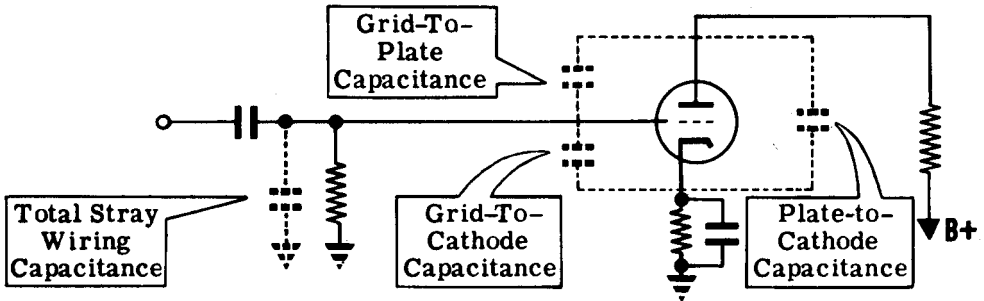 Grid-To-
Plate
Capacitance
Total Stray
Wiring
Capacitance
Grid-To-
Cathode
Capacitance
Plate-to-
Cathode
Capacitance
B+